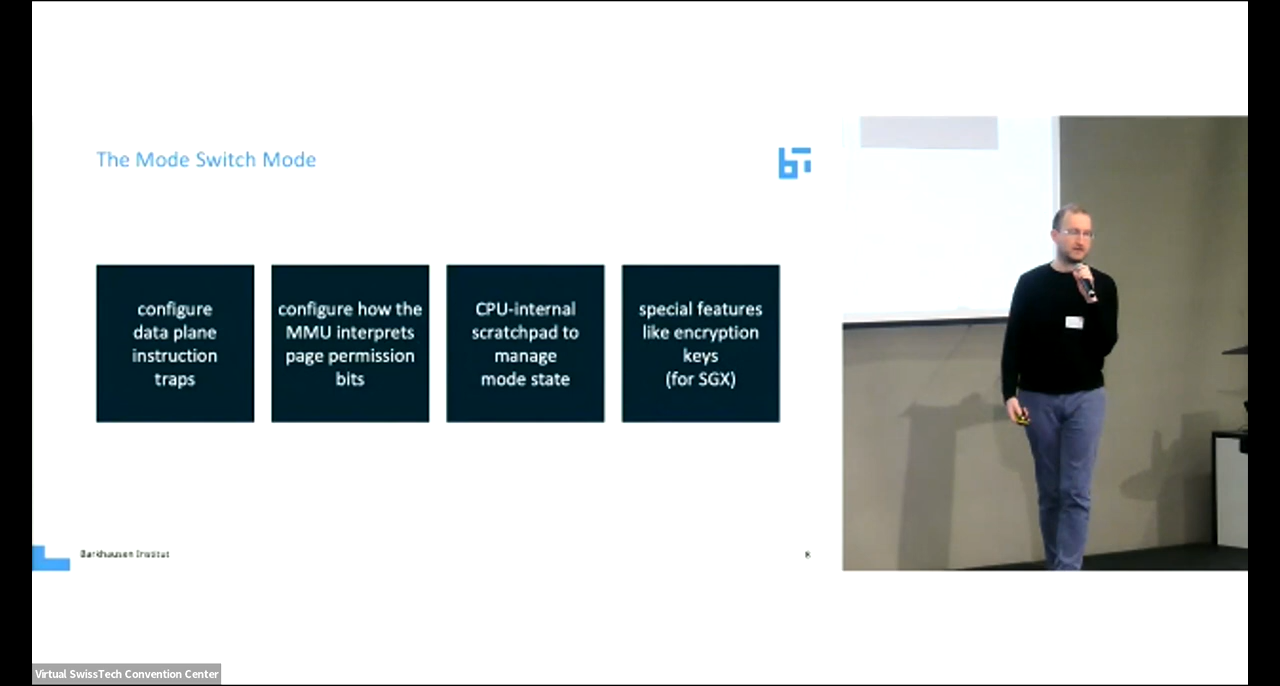 The Mode Switch Mode
configure
data plane
instruction
traps
configure how the
MMU interprets
page permission
bits
CPU-internal
scratchpad to
manage
mode state
special features
like encryption
keys
(for SGX)
Barkhausen Institut
8
Virtual SwissTech Convention Center